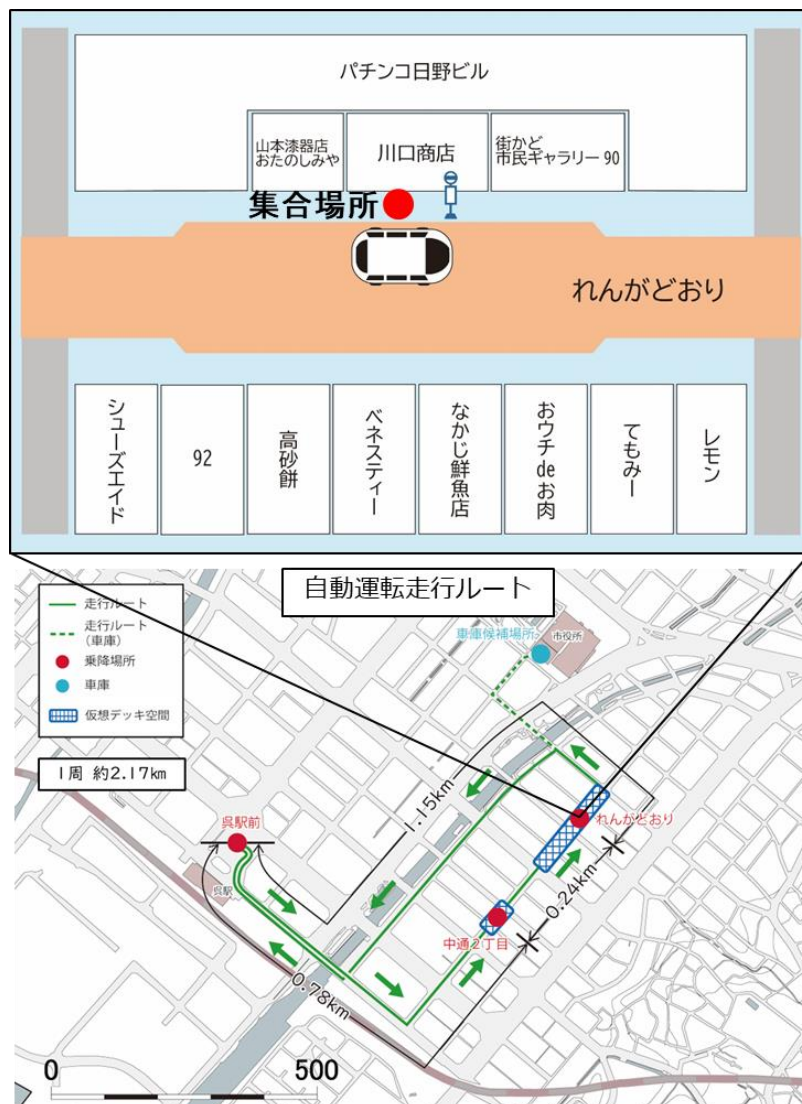 パチンコ日野ビル
山本漆器店
おたのしみや
川口商店
街かど
市民ギャラリー90
集合場所
れんがどおり
シューズエイド
92
高砂餅
ベネスティー
なかじ鮮魚店
おウチdeお肉
てもみー
レモン
自動運転走行ルート
走行ルート
走行ルート
(車庫)
乗降場所
車庫
仮想デッキ空間
1周 約2.17km
車庫候補場所
市役所
1.15km
呉駅前
れんがどおり
呉駅
0.24km
中通2丁目
0.78km
0
500